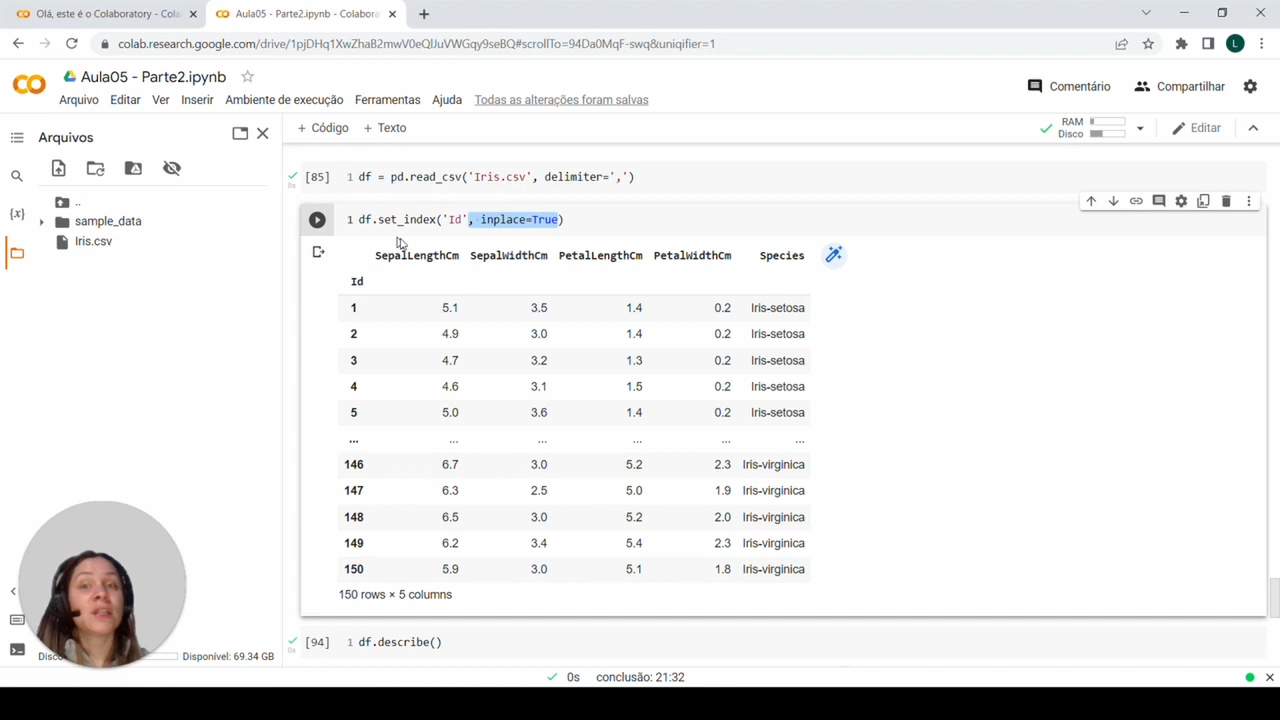 Olá, este é o Colaboratory - Cola
Aula05 - Parte2.ipynb - Colabora
colab.research.google.com/drive/1pjDHq1XwZhaB2mwV0eQlJuVWGqy9seBQ#scrollTo=94Da0MqF-swq&uniqifier=1
L
Aula05 - Parte2.ipynb
Comentário
Compartilhar
Arquivo Editar Ver Inserir Ambiente de execução Ferramentas Ajuda Todas as alterações foram salvas
Arquivos
+ Código + Texto
RAM
Disco
Editar
..
sample_data
Iris.csv
[85] 1 df = pd.read_csv('Iris.csv', delimiter=',')
0s
1 df.set_index('Id', inplace=True)
SepalLengthCm SepalWidthCm PetalLengthCm PetalWidthCm Species
Id
1 5.1 3.5 1.4 0.2 Iris-setosa
2 4.9 3.0 1.4 0.2 Iris-setosa
3 4.7 3.2 1.3 0.2 Iris-setosa
4 4.6 3.1 1.5 0.2 Iris-setosa
5 5.0 3.6 1.4 0.2 Iris-setosa
... ... ... ... ... ...
146 6.7 3.0 5.2 2.3 Iris-virginica
147 6.3 2.5 5.0 1.9 Iris-virginica
148 6.5 3.0 5.2 2.0 Iris-virginica
149 6.2 3.4 5.4 2.3 Iris-virginica
150 5.9 3.0 5.1 1.8 Iris-virginica
150 rows × 5 columns
[94] 1 df.describe()
0s
Disponível: 69.34 GB
0s conclusão: 21:32